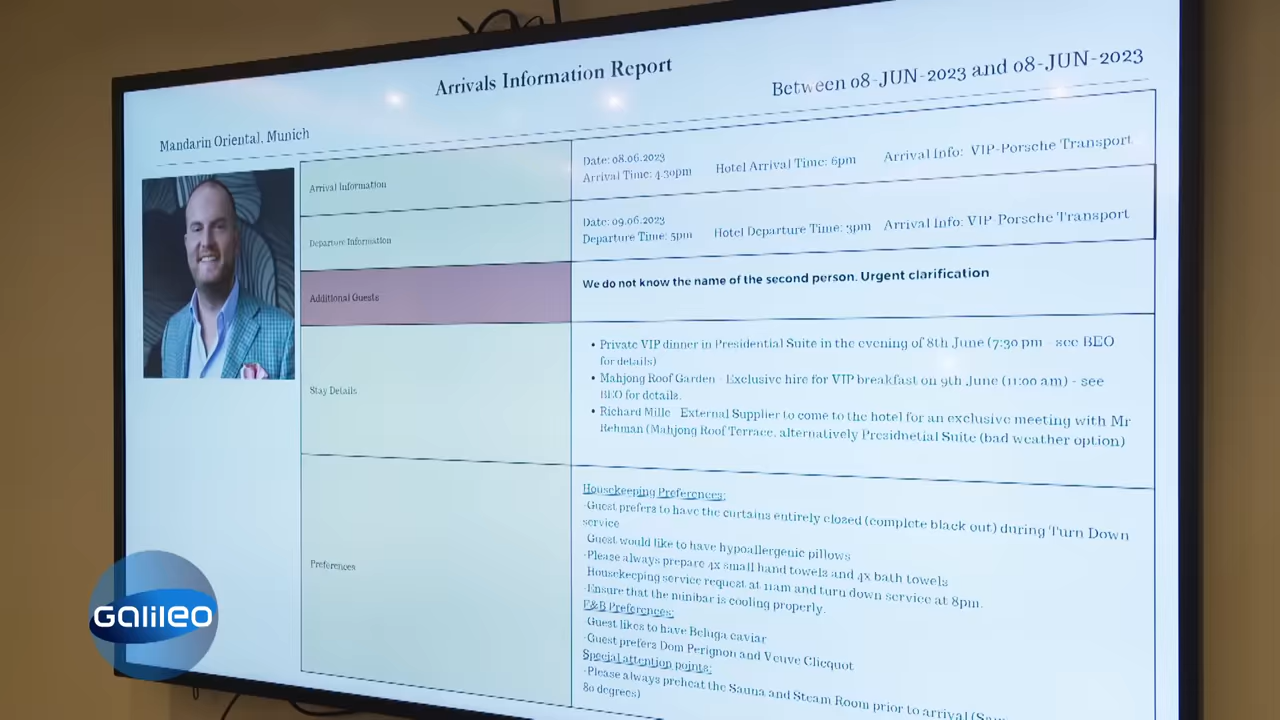 Arrivals Information Report
Between 08-JUN-2023 and 08-JUN-2023
Mandarin Oriental, Munich
Arrival Information
Date: 08.06.2023
Arrival Time: 4.30pm
Hotel Arrival Time: 6pm
Arrival Info: VIP-Porsche Transport
Departure Information
Date: 09.06.2023
Departure Time: 5pm
Hotel Departure Time: 3pm
Arrival Info: VIP Porsche Transport
Additional Guests
We do not know the name of the second person. Urgent clarification
Stay Details
• Private VIP dinner in Presidential Suite in the evening of 8th June (7:30 pm - see BEO
for details)
• Mahjong Roof Garden - Exclusive hire for VIP breakfast on 9th June (11:00 am) - see
BEO for details.
• Richard Mille - External Supplier to come to the hotel for an exclusive meeting with Mr
Rehman (Mahjong Roof Terrace, alternatively Presidnetial Suite (bad weather option)
Preferences
Housekeeping Preferences:
-Guest prefers to have the curtains entirely closed (complete black out) during Turn Down
service
Guest would like to have hypoallergenic pillows
-Please always prepare 4x small hand towels and 4x bath towels
Housekeeping service request at 11am and turn down service at 8pm.
-Ensure that the minibar is cooling properly.
F&B Preferences:
-Guest likes to have Beluga caviar
-Guest prefers Dom Perignon and Veuve Clicquot
Special attention points:
-Please always preheat the Sauna and Steam Room prior to arrival
80 degrees)
Galileo